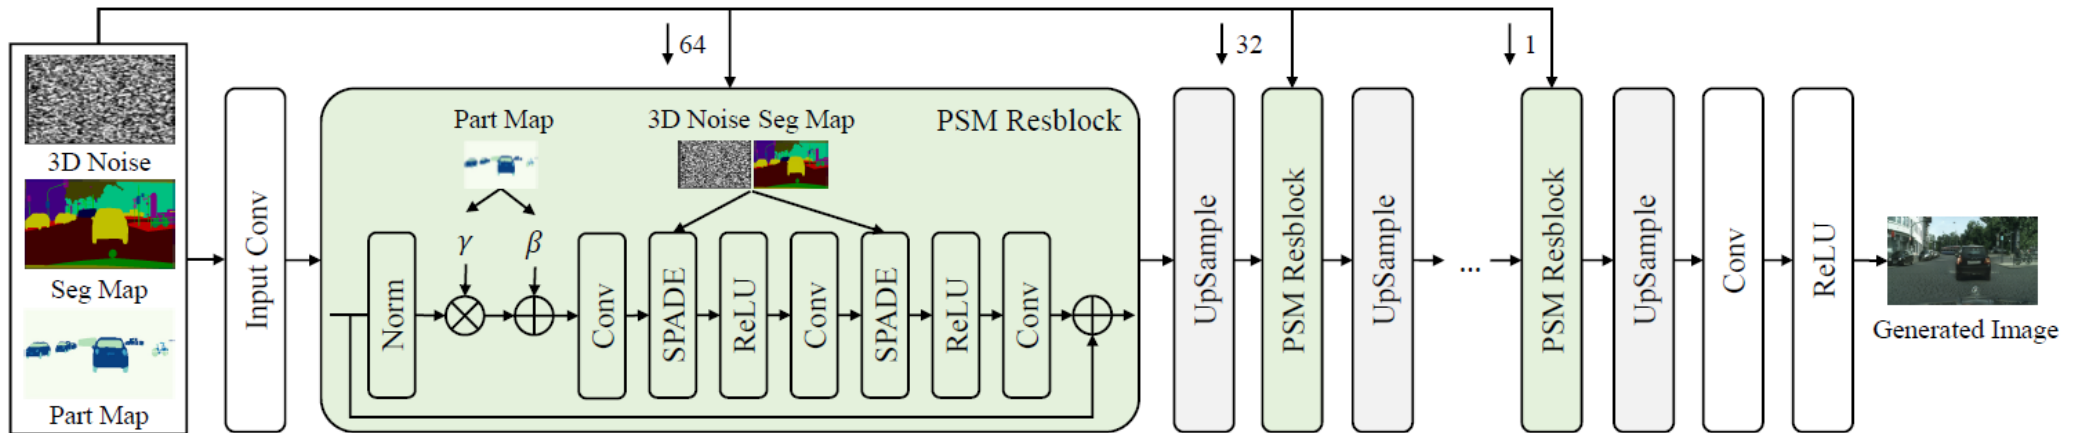 3D Noise
Seg Map
Part Map
Input Conv
64
Part Map
3D Noise Seg Map
PSM Resblock
γ
β
Norm
Conv
SPADE
ReLU
Conv
SPADE
ReLU
Conv
32
UpSample
PSM Resblock
UpSample
...
1
PSM Resblock
UpSample
Conv
ReLU
Generated Image